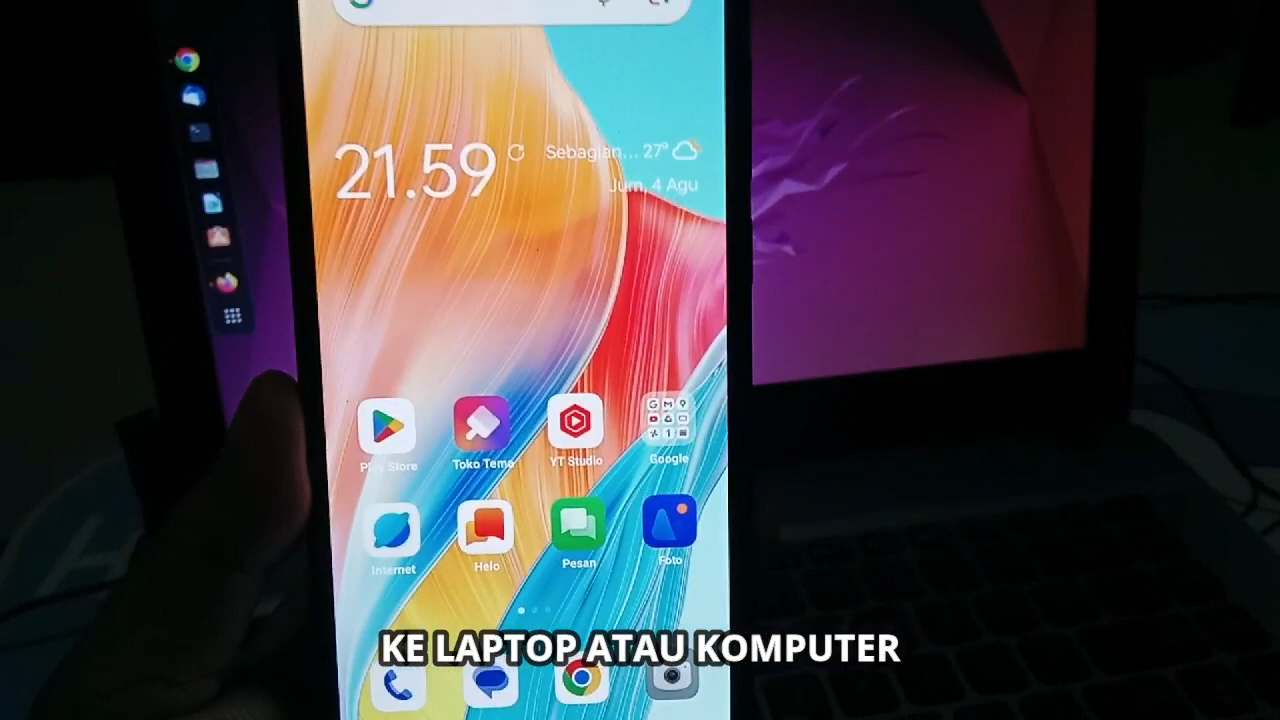 21.59
Sebagian... 27°
Jum, 4 Agu
Play Store
Toko Tema
YT Studio
Google
Internet
Helo
Pesan
Foto
KE LAPTOP ATAU KOMPUTER